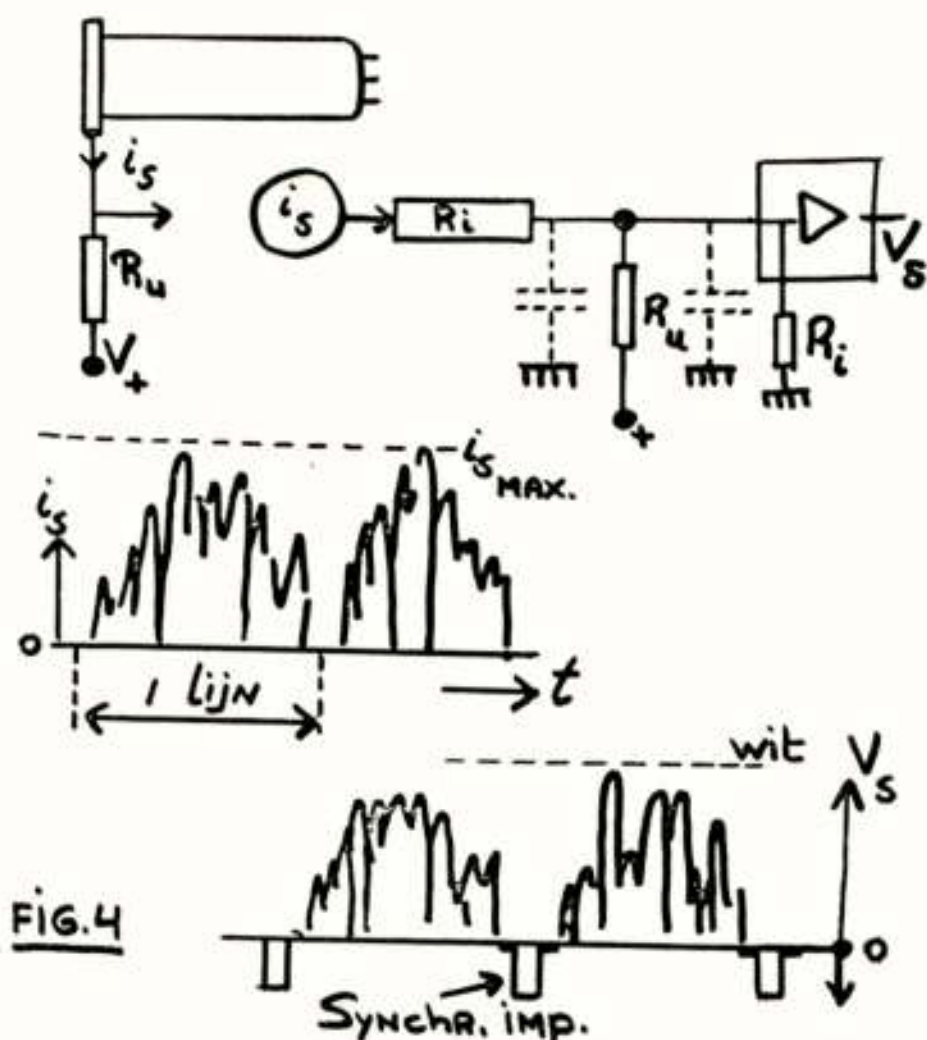 is
Ru
V+
is
Ri
Ru
+
Ri
Vs
is MAX.
is
0
1 lijn
t
wit
Vs
0
FIG.4
Synchr. imp.